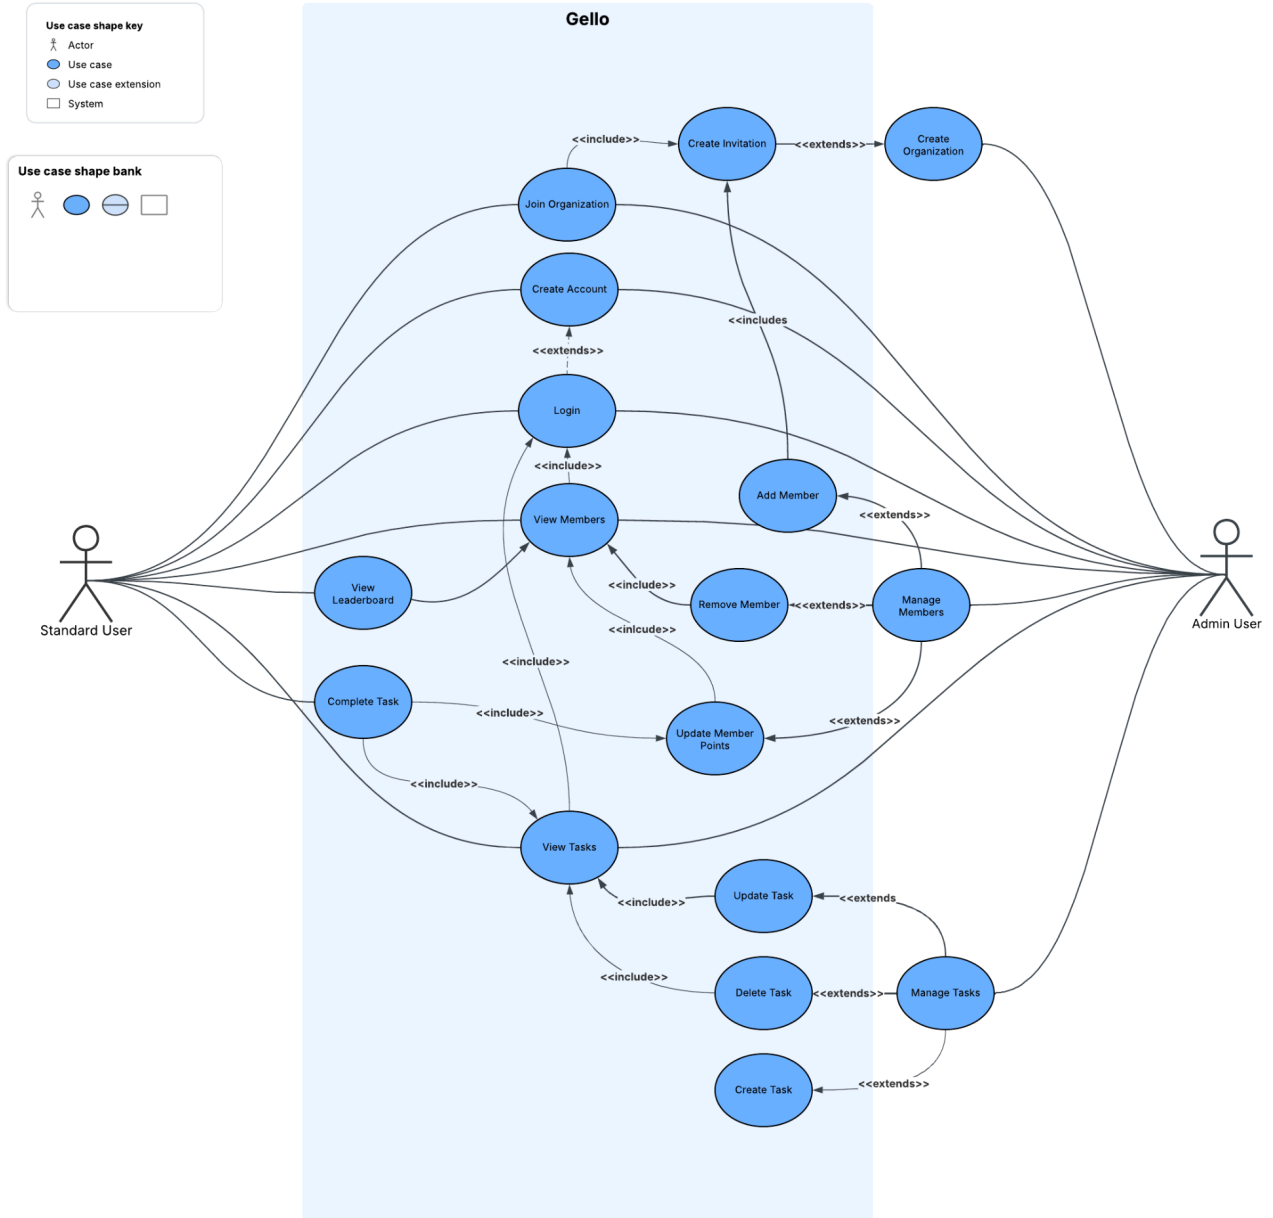 Gello
Use case shape key
Actor
Use case
Use case extension
System
Use case shape bank
<<include>>
Create Invitation
<<extends>>
Create
Organization
Join Organization
Create Account
<<includes
<<extends>>
Login
<<include>>
Add Member
<<extends>>
View Members
View
Leaderboard
<<include>>
Remove Member
<<extends>>
Manage
Members
Standard User
Admin User
<<inlcude>>
<<include>>
Complete Task
<<include>>
Update Member
Points
<<extends>>
<<include>>
View Tasks
Update Task
<<extends
<<include>>
<<include>>
Delete Task
<<extends>>
Manage Tasks
Create Task
<<extends>>